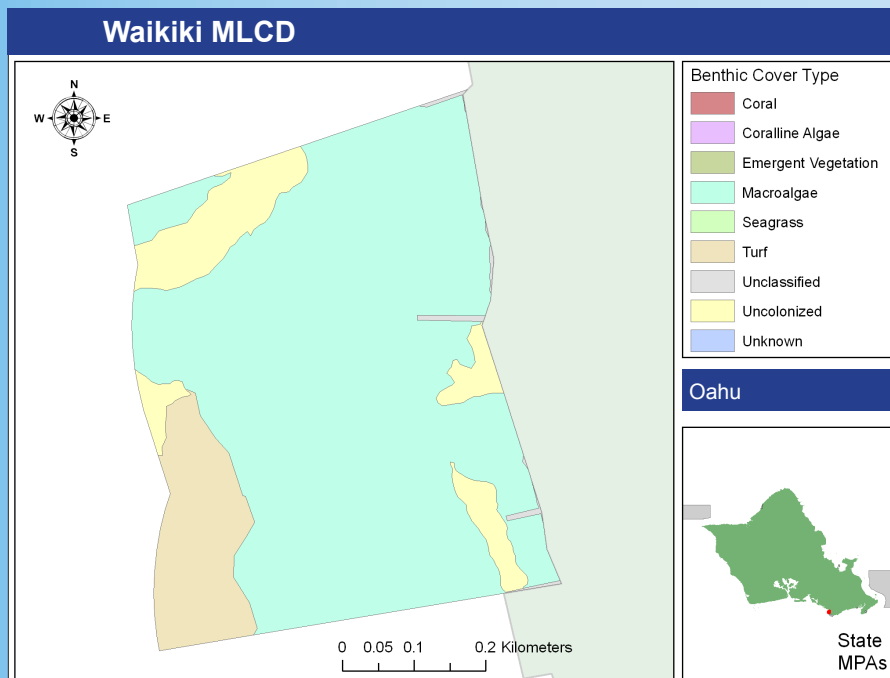 Waikiki MLCD
N
W E
S
Benthic Cover Type
Coral
Coralline Algae
Emergent Vegetation
Macroalgae
Seagrass
Turf
Unclassified
Uncolonized
Unknown
Oahu
0 0.05 0.1 0.2 Kilometers
State
MPAs